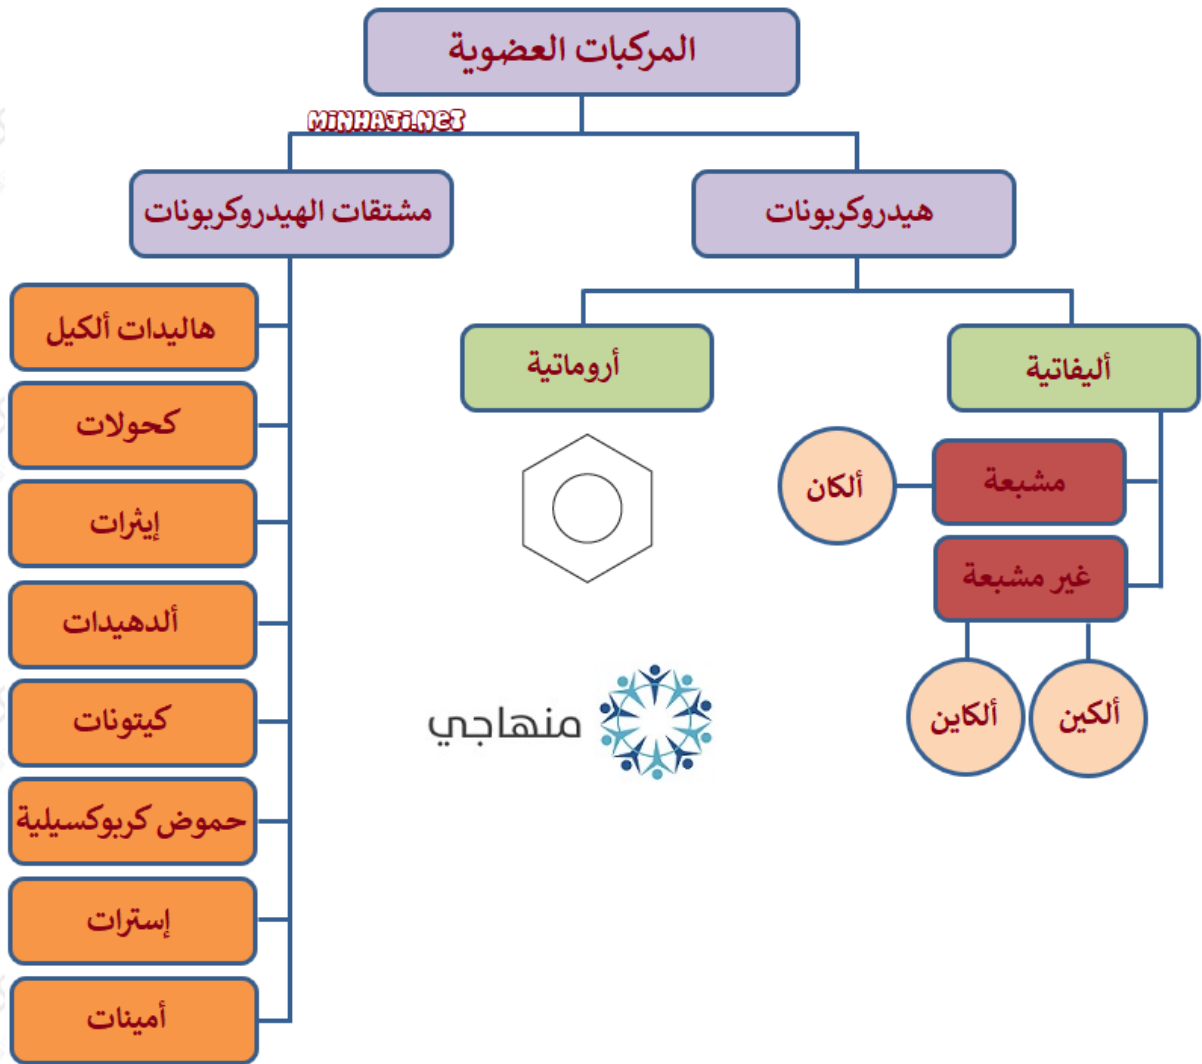 المركبات العضوية
MINHAJI.NET
هيدروكربونات
مشتقات الهيدروكربونات
أليفاتية
أروماتية
مشبعة
ألكان
غير مشبعة
ألكين
ألكاين
هاليدات ألكيل
كحولات
إيثرات
ألدهيدات
كيتونات
حموض كربوكسيلية
إسترات
أمينات
منهاجي